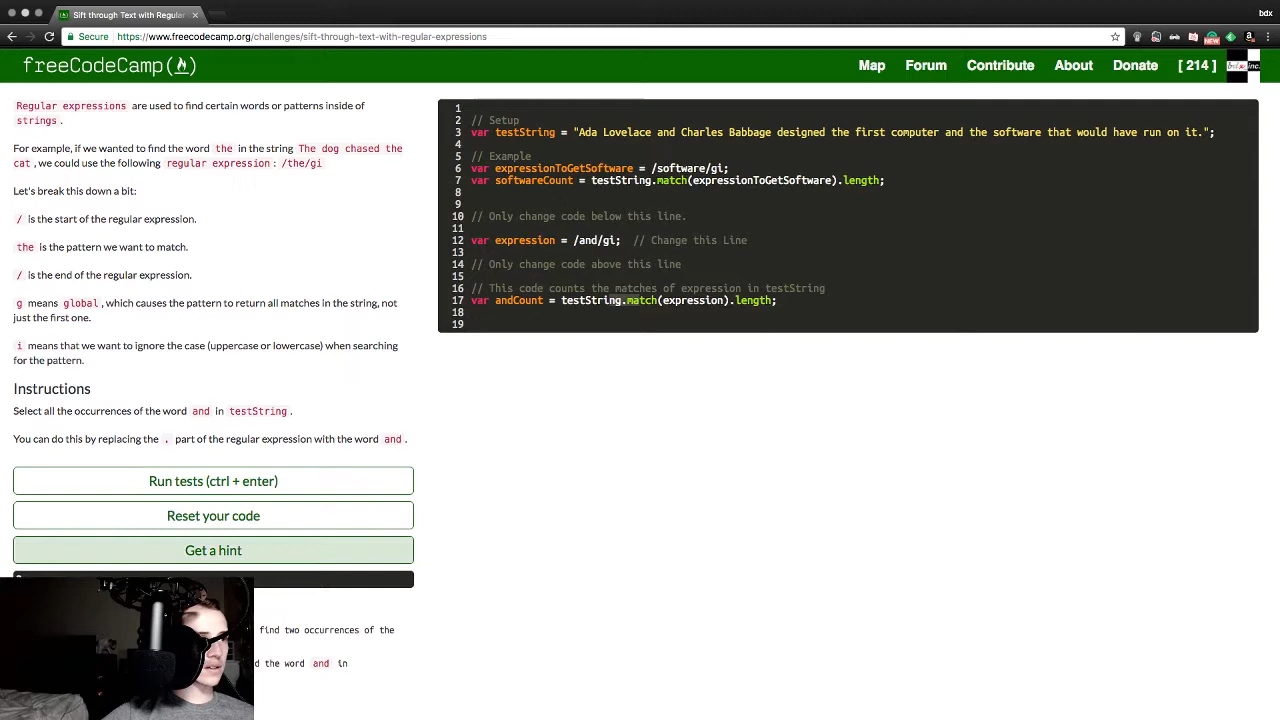 Sift through Text with Regular
bdx
Secure https://www.freecodecamp.org/challenges/sift-through-text-with-regular-expressions
NEW
freeCodeCamp
Map Forum Contribute About Donate [ 214 ]
Regular expressions are used to find certain words or patterns inside of
strings.
For example, if we wanted to find the word the in the string The dog chased the
cat, we could use the following regular expression: /the/gi
Let's break this down a bit:
/ is the start of the regular expression.
the is the pattern we want to match.
/ is the end of the regular expression.
g means global, which causes the pattern to return all matches in the string, not
just the first one.
i means that we want to ignore the case (uppercase or lowercase) when searching
for the pattern.
Instructions
Select all the occurrences of the word and in testString.
You can do this by replacing the . part of the regular expression with the word and.
Run tests (ctrl + enter)
Reset your code
Get a hint
find two occurrences of the
d the word and in
1
2 // Setup
3 var testString = "Ada Lovelace and Charles Babbage designed the first computer and the software that would have run on it.";
4
5 // Example
6 var expressionToGetSoftware = /software/gi;
7 var softwareCount = testString.match(expressionToGetSoftware).length;
8
9
10 // Only change code below this line.
11
12 var expression = /and/gi; // Change this Line
13
14 // Only change code above this line
15
16 // This code counts the matches of expression in testString
17 var andCount = testString.match(expression).length;
18
19